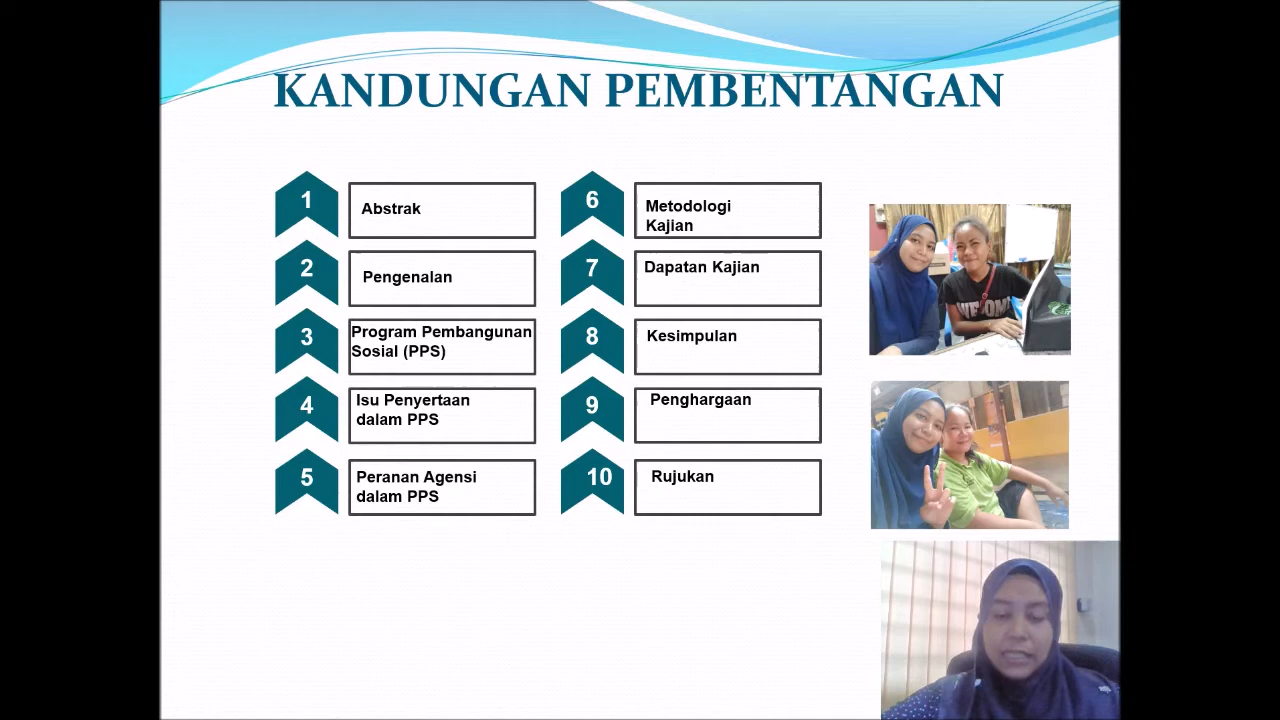 KANDUNGAN PEMBENTANGAN
1
Abstrak
2
Pengenalan
3
Program Pembangunan
Sosial (PPS)
4
Isu Penyertaan
dalam PPS
5
Peranan Agensi
dalam PPS
6
Metodologi
Kajian
7
Dapatan Kajian
8
Kesimpulan
9
Penghargaan
10
Rujukan